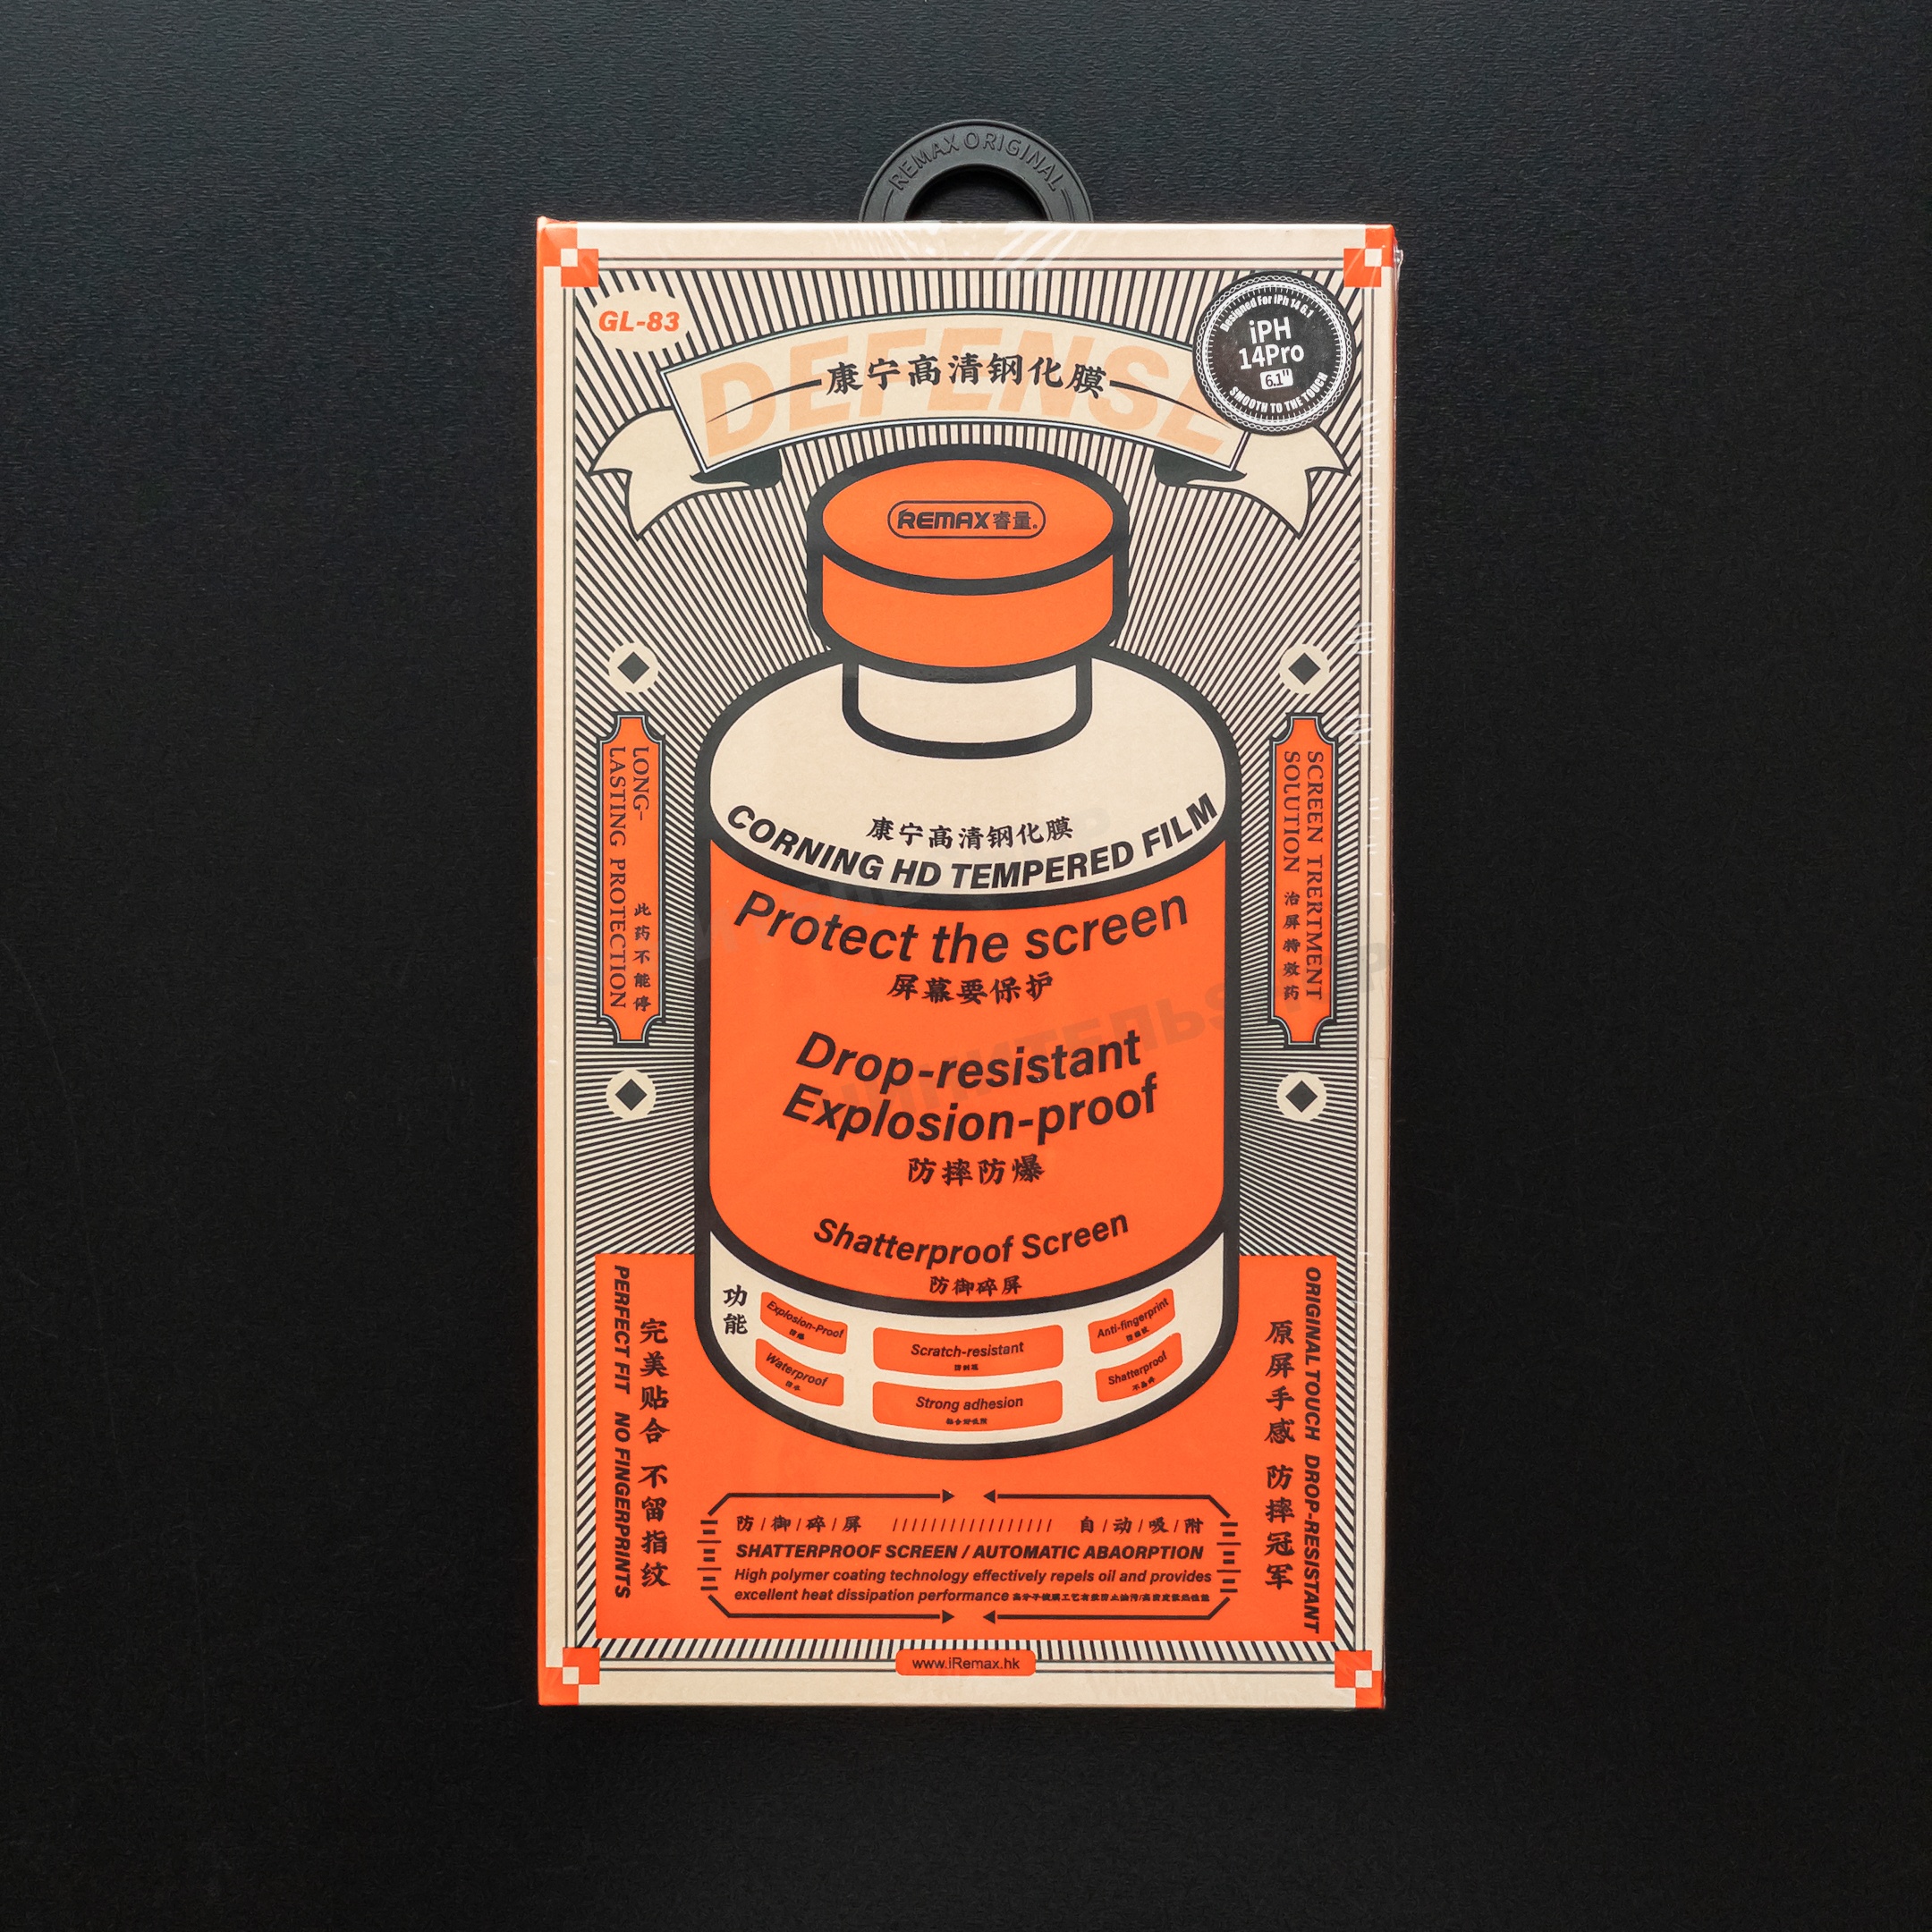 REMAX ORIGINAL
GL-83
DEFENSE
康宁高清钢化膜
Designed For iPh 14 6.1
iPH
14Pro
6.1"
SMOOTH TO THE TOUCH
REMAX 睿量.
康宁高清钢化膜
CORNING HD TEMPERED FILM
LONG-
LASTING PROTECTION
此药不能停
SCREEN TRERTMENT
SOLUTION
治屏特效药
Protect the screen
屏幕要保护
Drop-resistant
Explosion-proof
防摔防爆
Shatterproof Screen
防御碎屏
功能
Explosion-Proof
防爆
Scratch-resistant
Anti-fingerprint
Waterproof
防水
Strong adhesion
Shatterproof
PERFECT FIT NO FINGERPRINTS
完美贴合 不留指纹
原屏手感 防摔冠军
ORIGINAL TOUCH DROP-RESISTANT
防/御/碎/屏 ///////////////// 自/动/吸/附
SHATTERPROOF SCREEN / AUTOMATIC ABAORPTION
High polymer coating technology effectively repels oil and provides
excellent heat dissipation performance
www.iRemax.hk